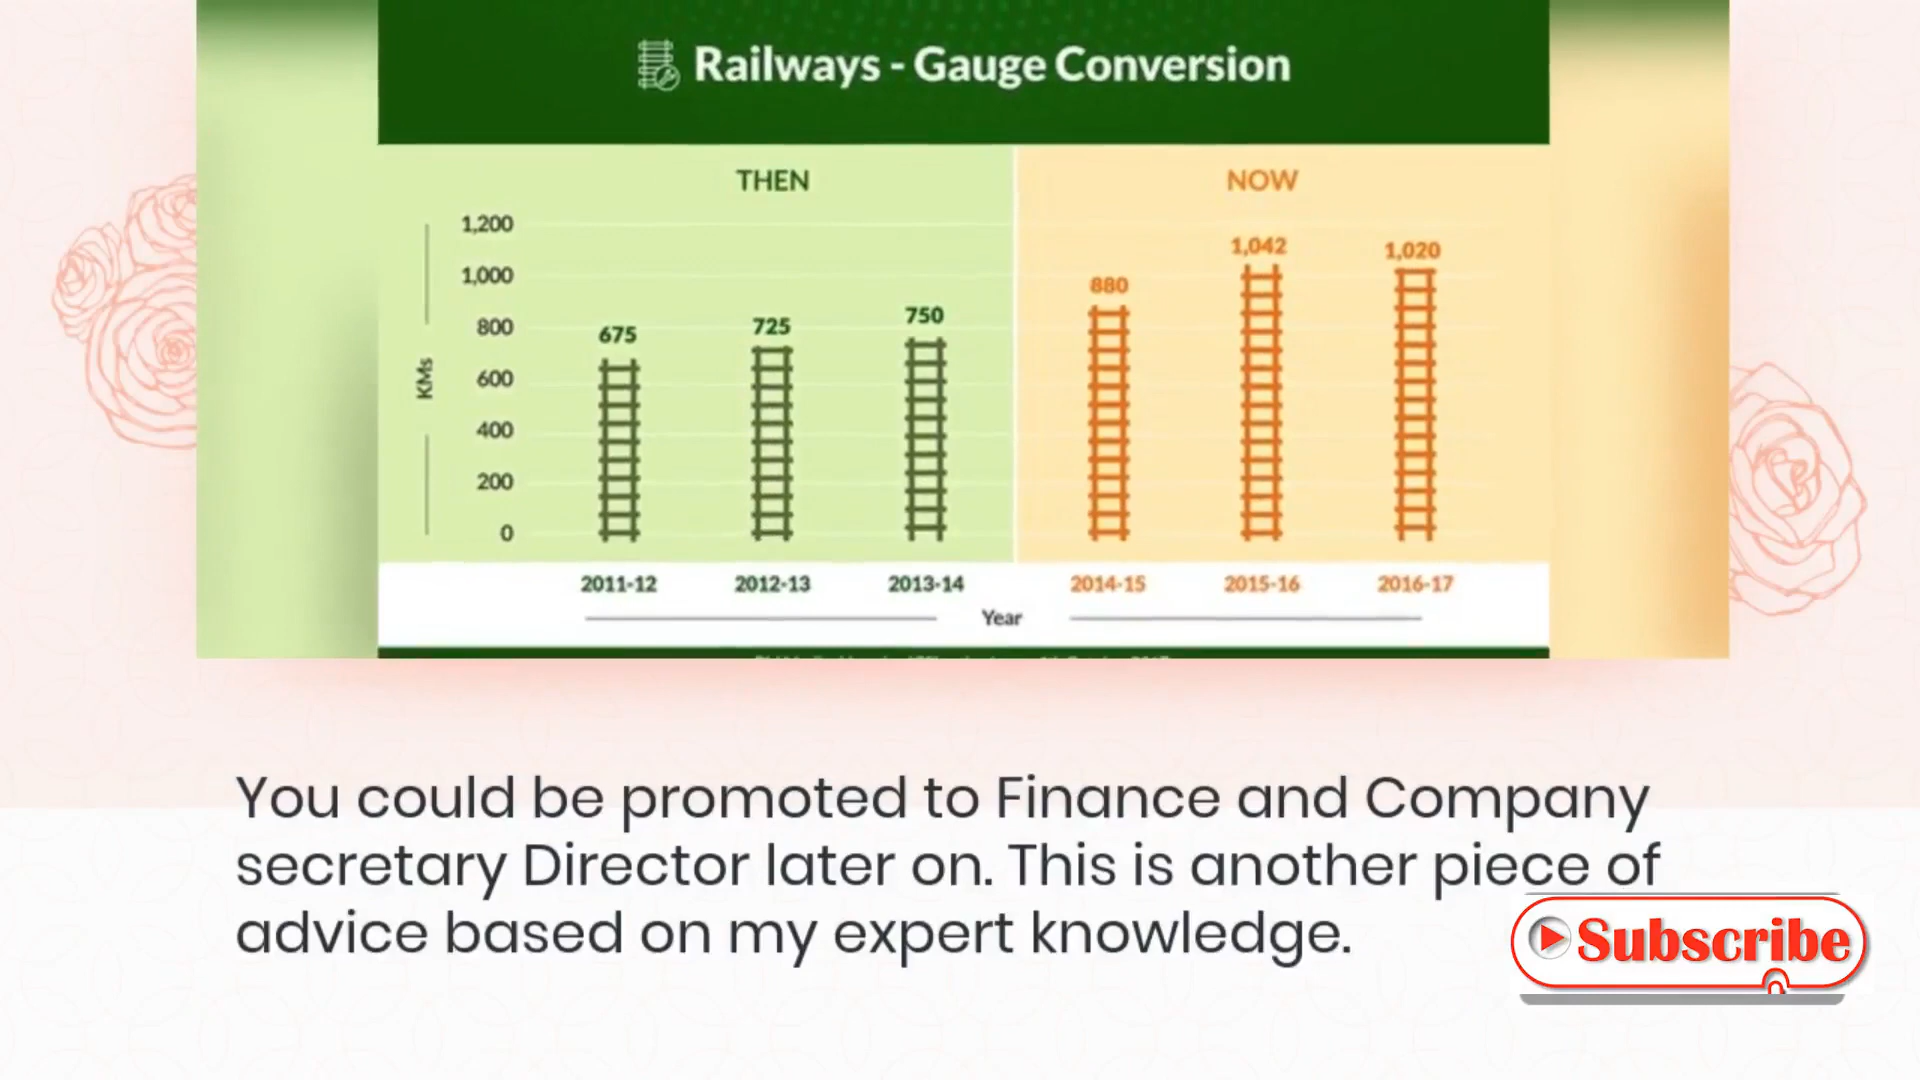 Railways - Gauge Conversion
THEN
NOW
1,200
1,000
800
600
400
200
0
KMs
675
725
750
880
1,042
1,020
2011-12
2012-13
2013-14
2014-15
2015-16
2016-17
Year
You could be promoted to Finance and Company
secretary Director later on. This is another piece of
advice based on my expert knowledge.
Subscribe